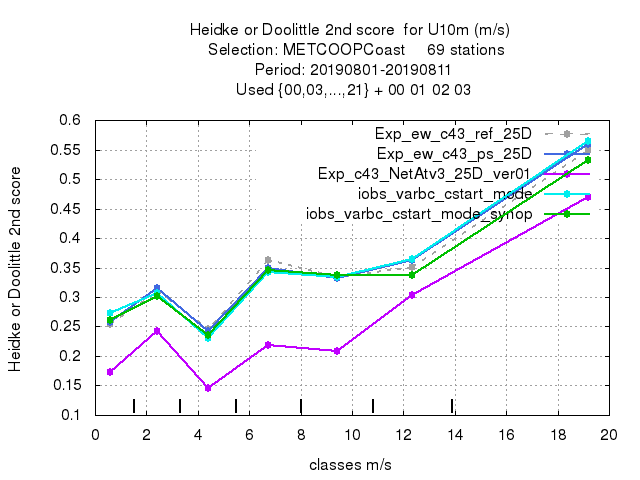 Heidke or Doolittle 2nd score  for U10m (m/s)
Selection: METCOOPCoast     69 stations
Period: 20190801-20190811
Used {00,03,...,21} + 00 01 02 03
Heidke or Doolittle 2nd score
0.6
0.55
0.5
0.45
0.4
0.35
0.3
0.25
0.2
0.15
0.1
Exp_ew_c43_ref_25D
Exp_ew_c43_ps_25D
Exp_c43_NetAtv3_25D_ver01
iobs_varbc_cstart_mode
iobs_varbc_cstart_mode_synop
0 2 4 6 8 10 12 14 16 18 20
classes m/s